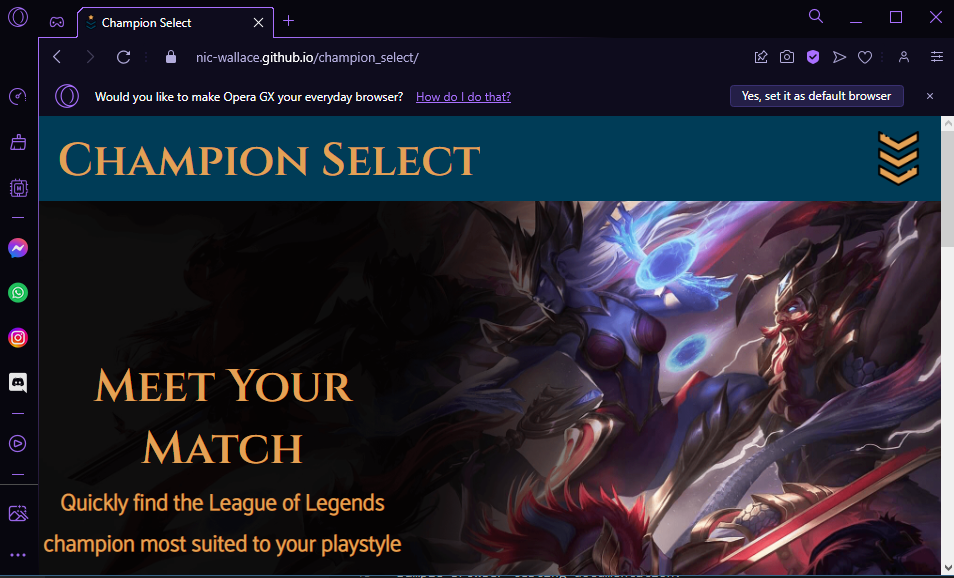 Champion Select
nic-wallace.github.io/champion_select/
Would you like to make Opera GX your everyday browser? How do I do that? Yes, set it as default browser
Champion Select
Meet Your
Match
Quickly find the League of Legends
champion most suited to your playstyle